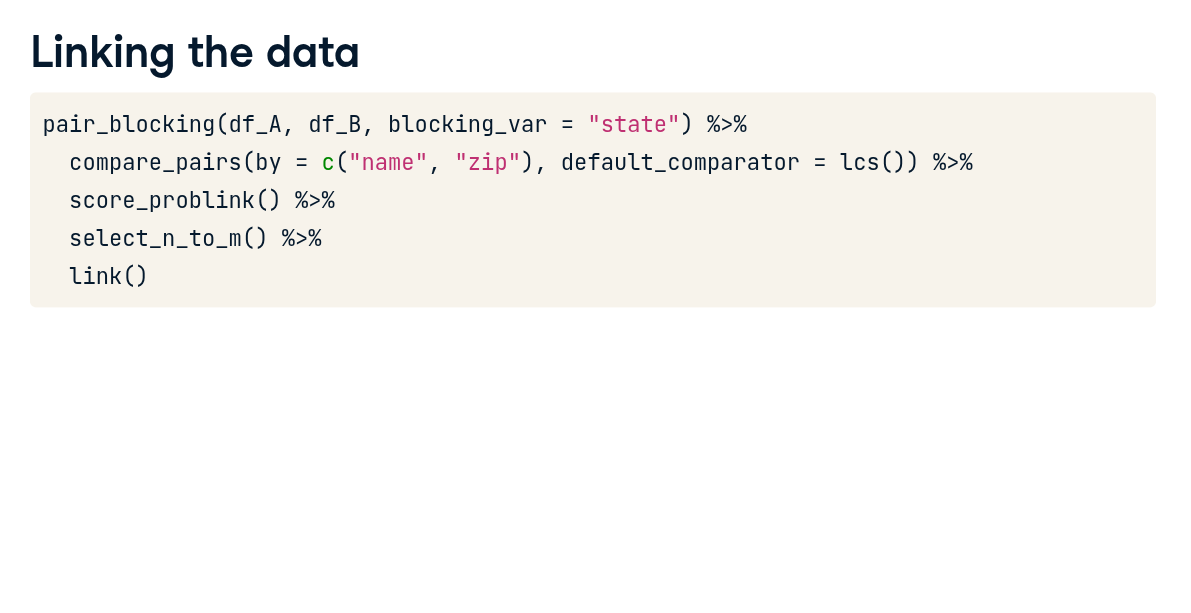 Linking the data
pair_blocking(df_A, df_B, blocking_var = "state") %>%
  compare_pairs(by = c("name", "zip"), default_comparator = lcs()) %>%
  score_problink() %>%
  select_n_to_m() %>%
  link()